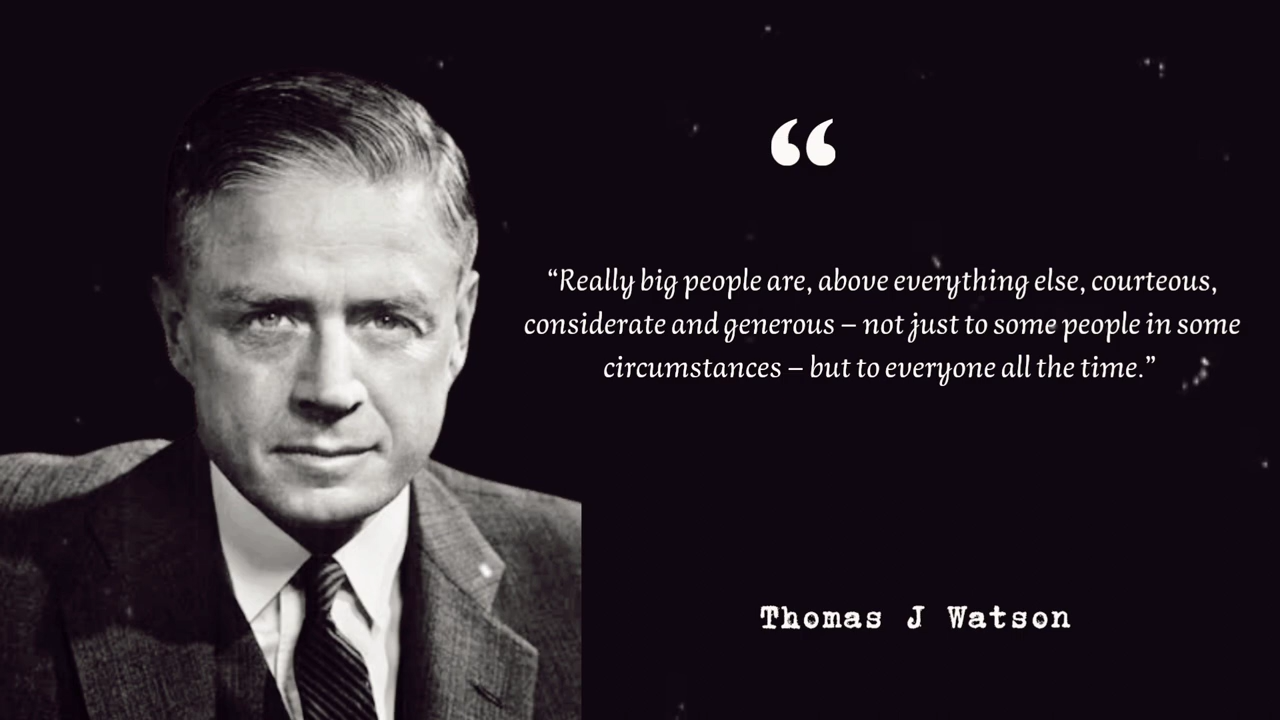 “
“Really big people are, above everything else, courteous,
considerate and generous – not just to some people in some
circumstances – but to everyone all the time.”
Thomas J Watson